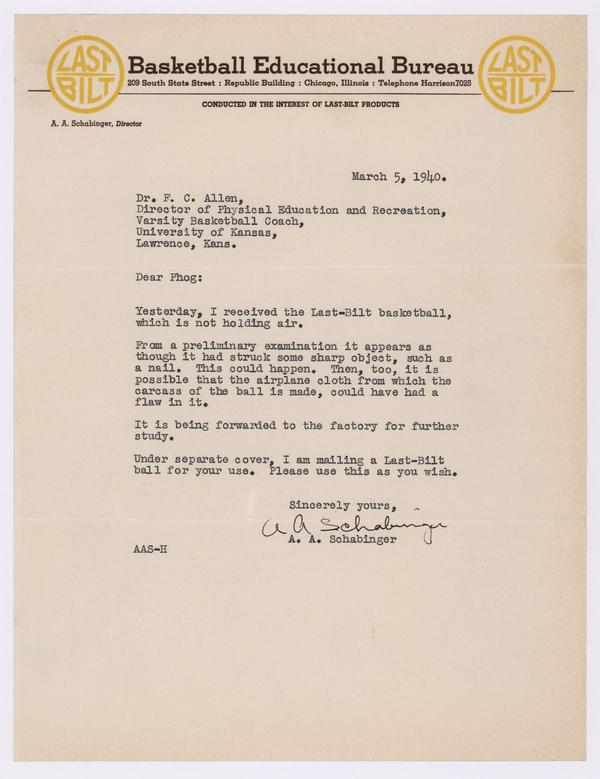 LAST
BILT
Basketball Educational Bureau
209 South State Street : Republic Building : Chicago, Illinois : Telephone Harrison7025
LAST
BILT
CONDUCTED IN THE INTEREST OF LAST-BILT PRODUCTS
A. A. Schabinger, Director
March 5, 1940.
Dr. F. C. Allen,
Director of Physical Education and Recreation,
Varsity Basketball Coach,
University of Kansas,
Lawrence, Kans.
Dear Phog:
Yesterday, I received the Last-Bilt basketball,
which is not holding air.
From a preliminary examination it appears as
though it had struck some sharp object, such as
a nail. This could happen. Then, too, it is
possible that the airplane cloth from which the
carcass of the ball is made, could have had a
flaw in it.
It is being forwarded to the factory for further
study.
Under separate cover, I am mailing a Last-Bilt
ball for your use. Please use this as you wish.
Sincerely yours,
A A Schabinger
A. A. Schabinger
AAS-H